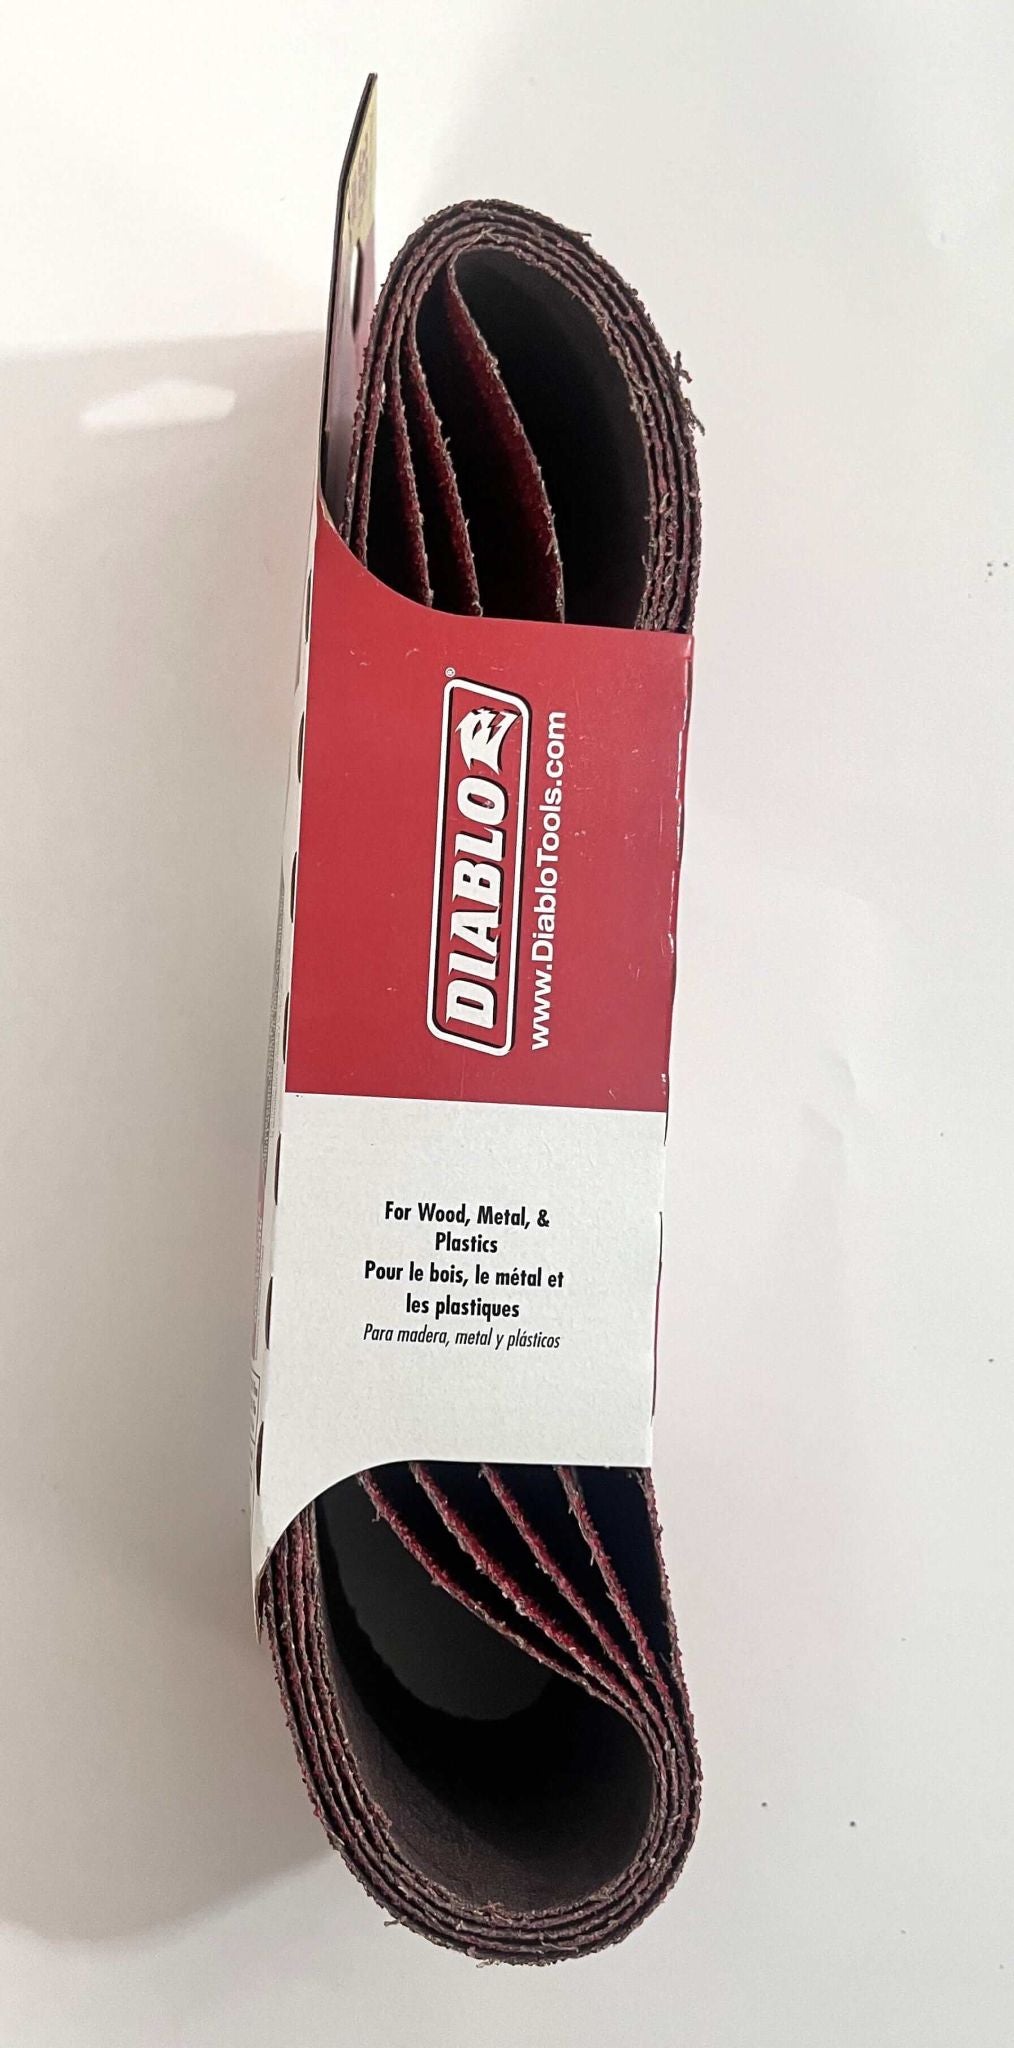 DIABLO®
www.DiabloTools.com
For Wood, Metal, &
Plastics
Pour le bois, le métal et
les plastiques
Para madera, metal y plásticos